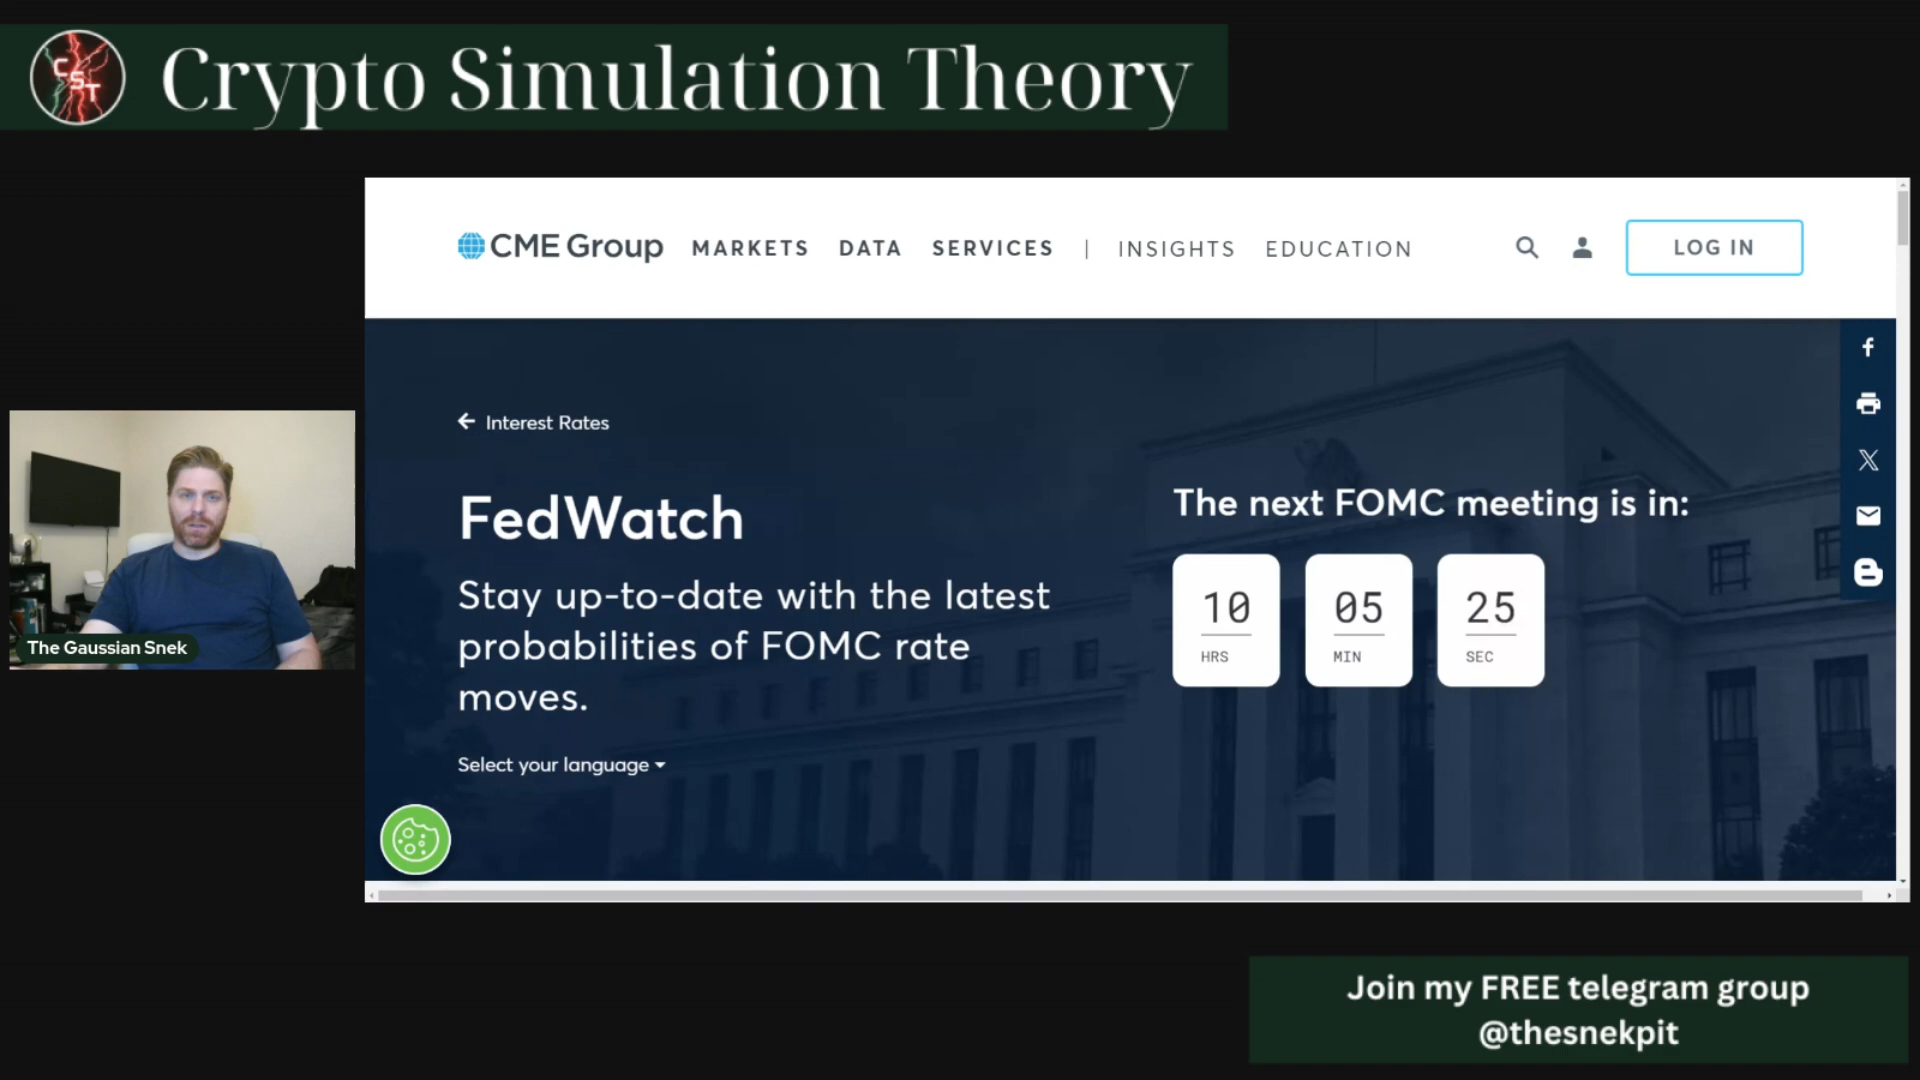 CST
Crypto Simulation Theory
CME Group
MARKETS DATA SERVICES | INSIGHTS EDUCATION
LOG IN
Interest Rates
FedWatch
Stay up-to-date with the latest
probabilities of FOMC rate
moves.
Select your language
The next FOMC meeting is in:
10 05 25
HRS MIN SEC
The Gaussian Snek
Join my FREE telegram group
@thesnekpit